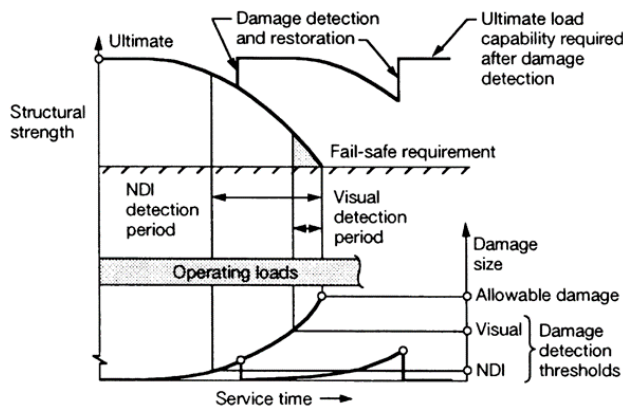 Damage detection
and restoration
Ultimate load
capability required
after damage
detection
Ultimate
Structural
strength
Fail-safe requirement
NDI
detection
period
Visual
detection
period
Operating loads
Damage
size
Allowable damage
Visual
NDI
Damage
detection
thresholds
Service time